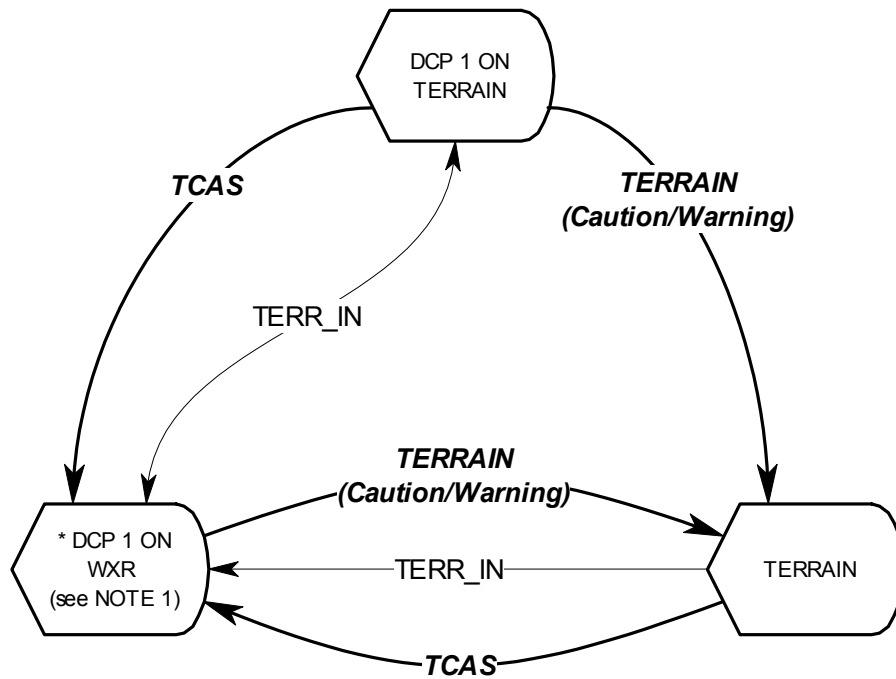 DCP 1 ON
TERRAIN
TCAS
TERRAIN
(Caution/Warning)
TERR_IN
TERRAIN
(Caution/Warning)
* DCP 1 ON
WXR
(see NOTE 1)
TERR_IN
TERRAIN
TCAS